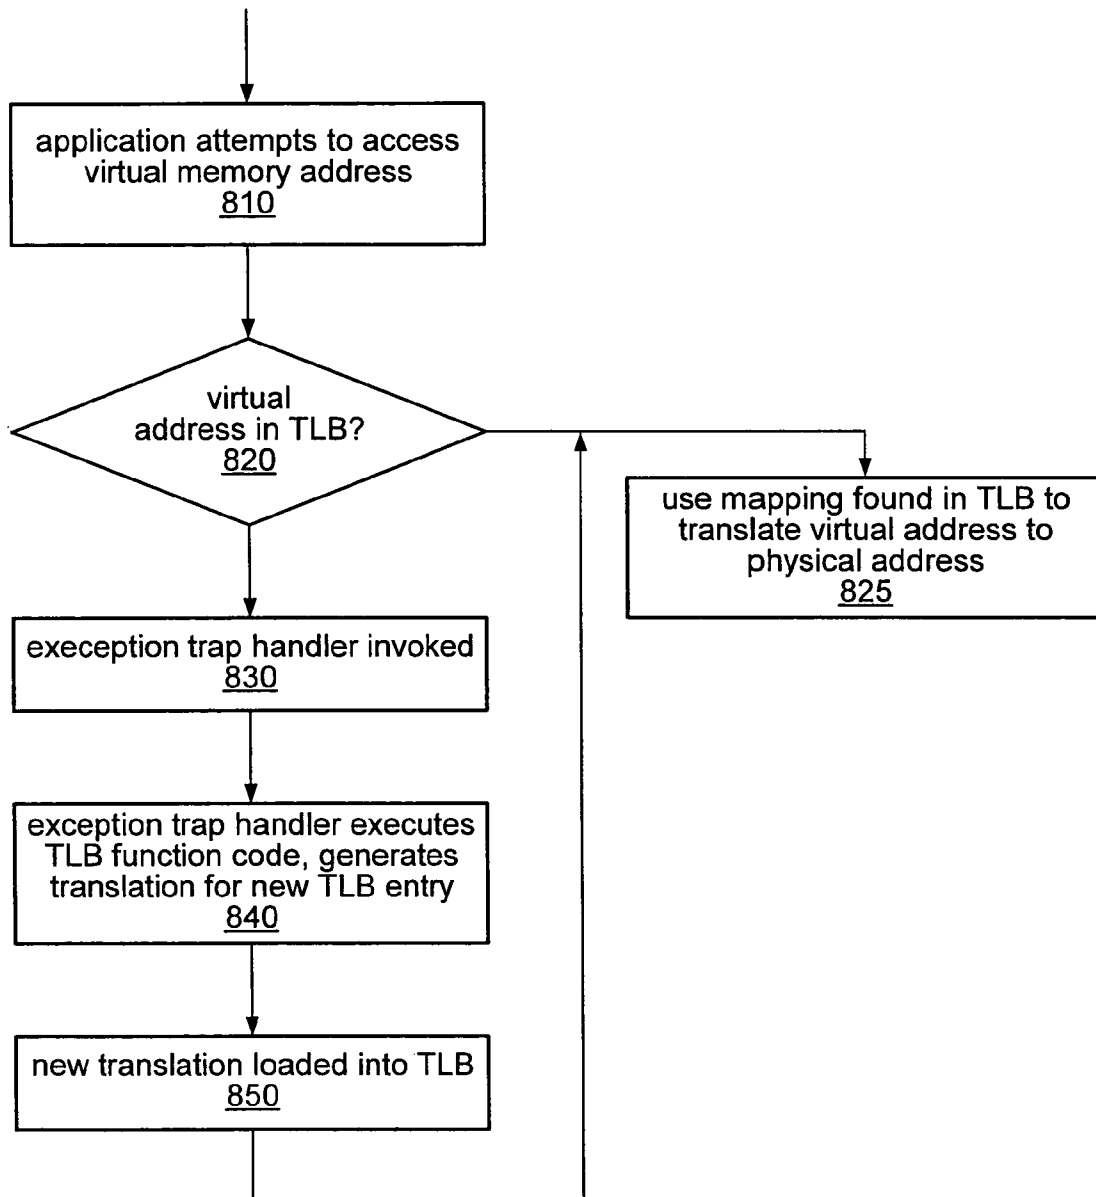 application attempts to access
virtual memory address
810
virtual
address in TLB?
820
use mapping found in TLB to
translate virtual address to
physical address
825
exeception trap handler invoked
830
exception trap handler executes
TLB function code, generates
translation for new TLB entry
840
new translation loaded into TLB
850